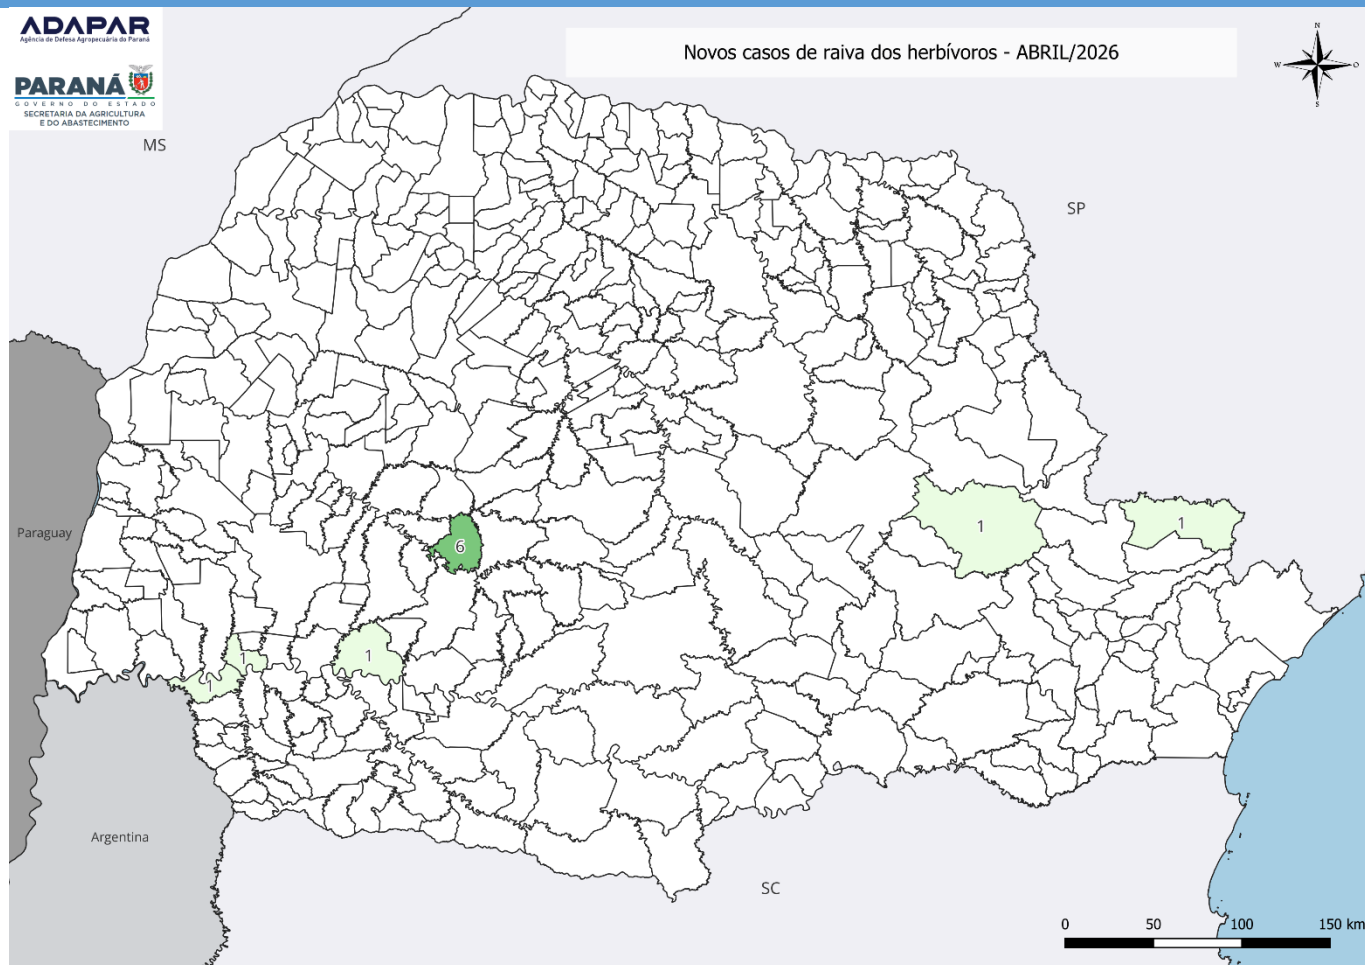 ADAPAR
Agência de Defesa Agropecuária do Paraná
PARANÁ
GOVERNO DO ESTADO
SECRETARIA DA AGRICULTURA
E DO ABASTECIMENTO
Novos casos de raiva dos herbívoros - ABRIL/2026
N
W
O
S
MS
SP
Paraguay
1
1
6
1
1
1
Argentina
SC
0 50 100 150 km